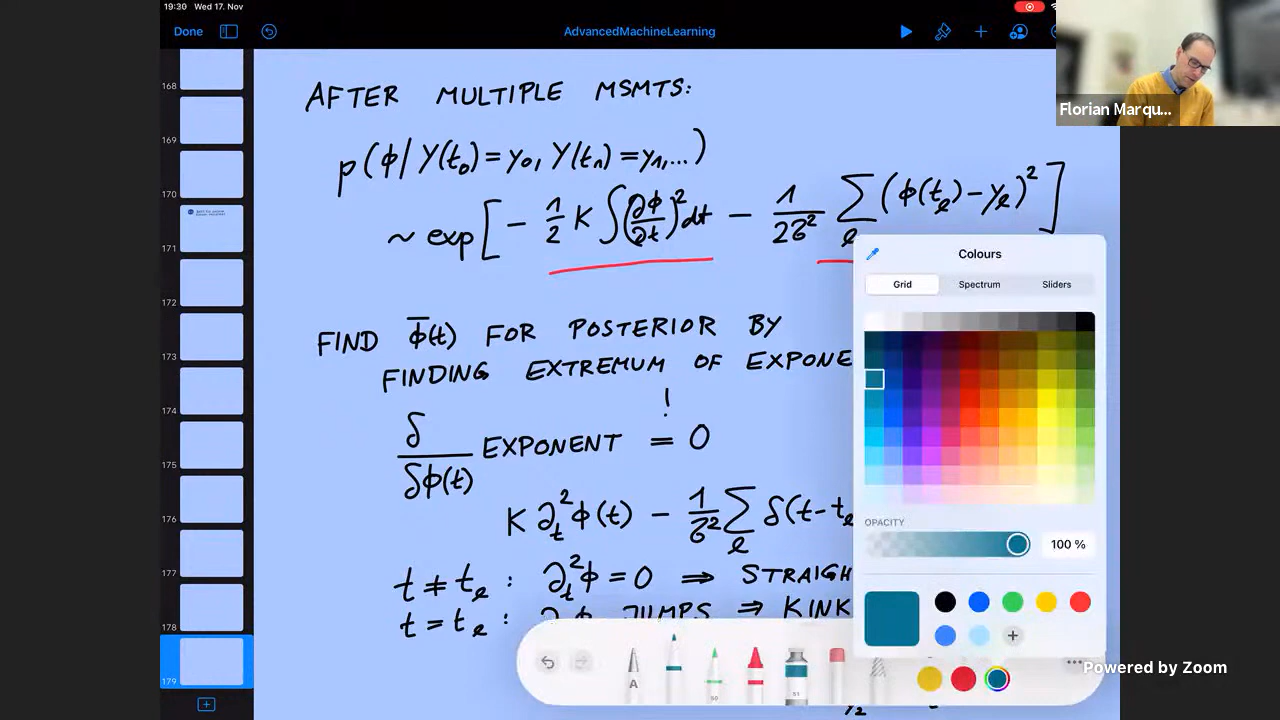 19:30 Wed 17. Nov
Done
AdvancedMachineLearning
Florian Marqu...
168
169
170
171
172
173
174
175
176
177
178
179
AFTER MULTIPLE MSMTS:
p(ϕ| Y(t₀)=y₀, Y(t₁)=y₁,...)
~ exp[ - 1/2 K ∫(∂ϕ/∂t)² dt - 1/2σ² ∑ℓ (ϕ(tℓ)-yℓ)² ]
FIND ϕ̄(t) FOR POSTERIOR BY
FINDING EXTREMUM OF EXPONE
!
δ/δϕ(t) EXPONENT = 0
K ∂ₜ²ϕ(t) - 1/σ² ∑ℓ δ(t-tℓ
t ≠ tℓ : ∂ₜ²ϕ = 0 ⇒ STRAIGH
t = tℓ : ∂ₜϕ JUMPS ⇒ KINK
Colours
Grid Spectrum Sliders
OPACITY
100 %
A
50
51
Powered by Zoom